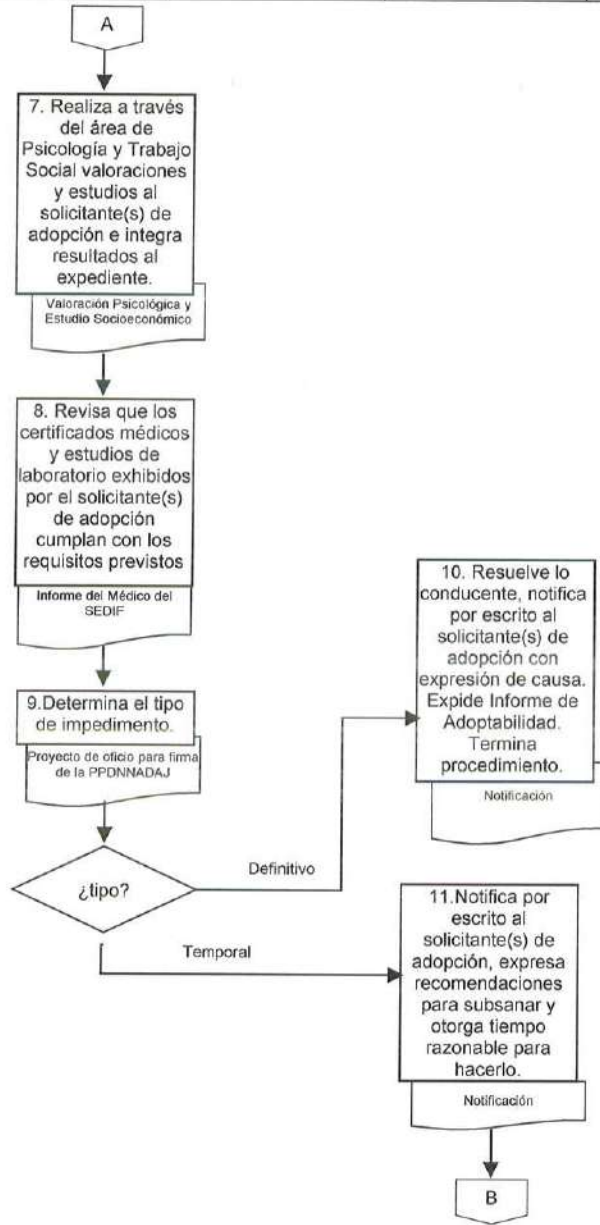 A
7. Realiza a través
del área de
Psicología y Trabajo
Social valoraciones
y estudios al
solicitante(s) de
adopción e integra
resultados al
expediente.
Valoración Psicológica y
Estudio Socioeconómico
8. Revisa que los
certificados médicos
y estudios de
laboratorio exhibidos
por el solicitante(s)
de adopción
cumplan con los
requisitos previstos
Informe del Médico del
SEDIF
9.Determina el tipo
de impedimento.
Proyecto de oficio para firma
de la PPDNNADAJ
¿tipo?
Definitivo
10. Resuelve lo
conducente, notifica
por escrito al
solicitante(s) de
adopción con
expresión de causa.
Expide Informe de
Adoptabilidad.
Termina
procedimiento.
Notificación
Temporal
11.Notifica por
escrito al
solicitante(s) de
adopción, expresa
recomendaciones
para subsanar y
otorga tiempo
razonable para
hacerlo.
Notificación
B